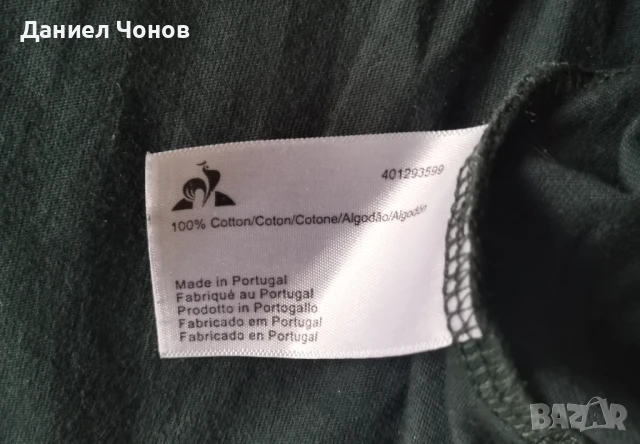 Даниел Чонов
401293599
100% Cotton/Coton/Cotone/Algodão/Algodón
Made in Portugal
Fabriqué au Portugal
Prodotto in Portogallo
Fabricado em Portugal
Fabricado en Portugal
BAZAR